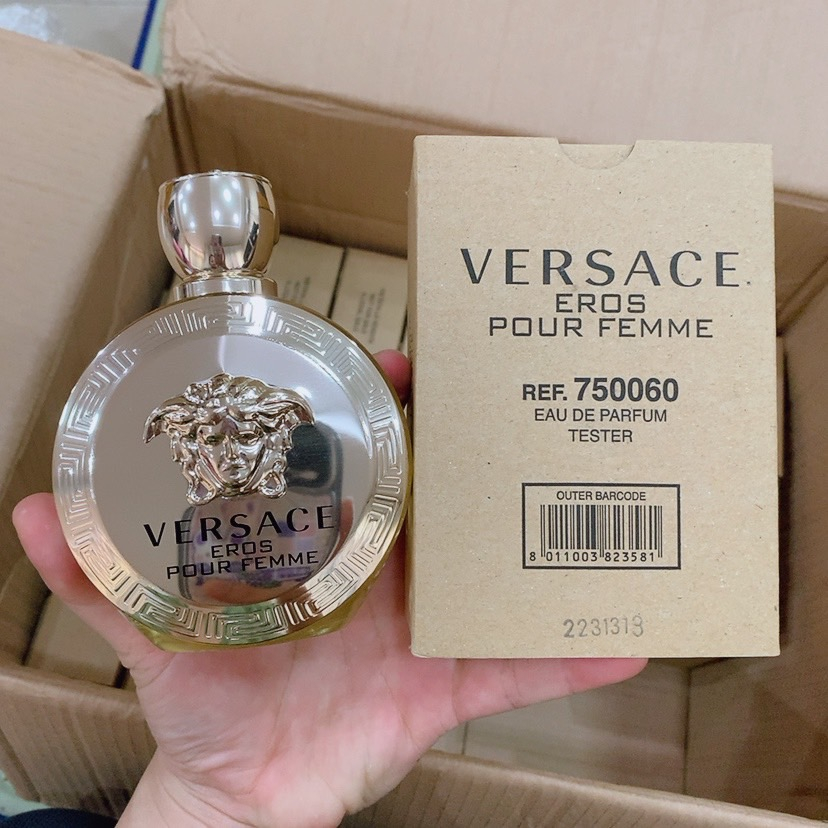 VERSACE
EROS
POUR FEMME
VERSACE
EROS
POUR FEMME
REF. 750060
EAU DE PARFUM
TESTER
OUTER BARCODE
8 011003 823581
2231313